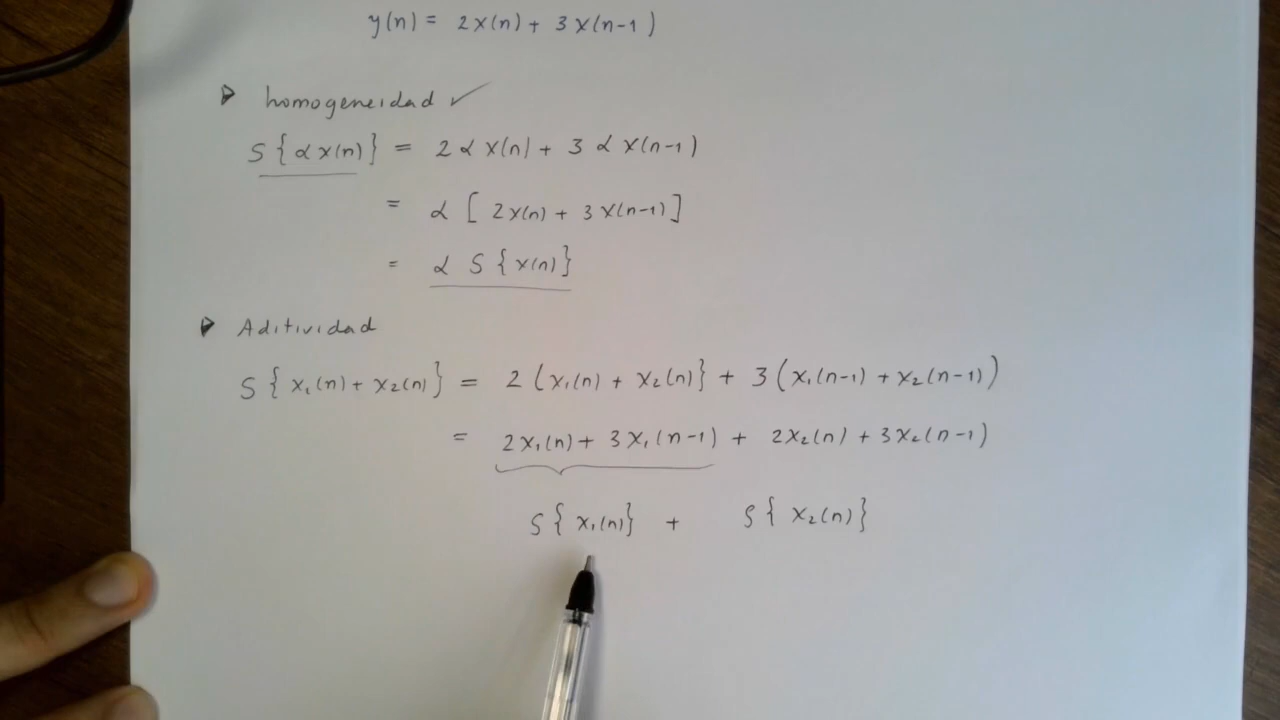 y(n) = 2x(n) + 3x(n-1)
homogeneidad ✓
S{αx(n)} = 2αx(n) + 3αx(n-1)
= α[2x(n) + 3x(n-1)]
= αS{x(n)}
Aditividad
S{x₁(n) + x₂(n)} = 2(x₁(n) + x₂(n)} + 3(x₁(n-1) + x₂(n-1))
= 2x₁(n) + 3x₁(n-1) + 2x₂(n) + 3x₂(n-1)
S{x₁(n)} + S{x₂(n)}